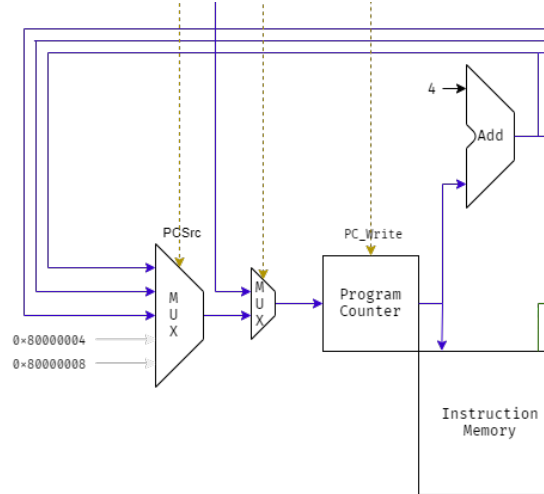 4
Add
PCSrc
PC_Write
M
U
X
M
U
X
Program
Counter
0×80000004
0×80000008
Instruction
Memory